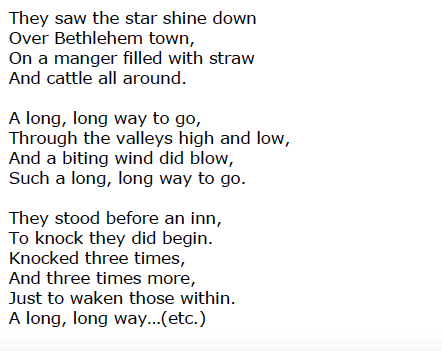 They saw the star shine down
Over Bethlehem town,
On a manger filled with straw
And cattle all around.

A long, long way to go,
Through the valleys high and low,
And a biting wind did blow,
Such a long, long way to go.

They stood before an inn,
To knock they did begin.
Knocked three times,
And three times more,
Just to waken those within.
A long, long way...(etc.)